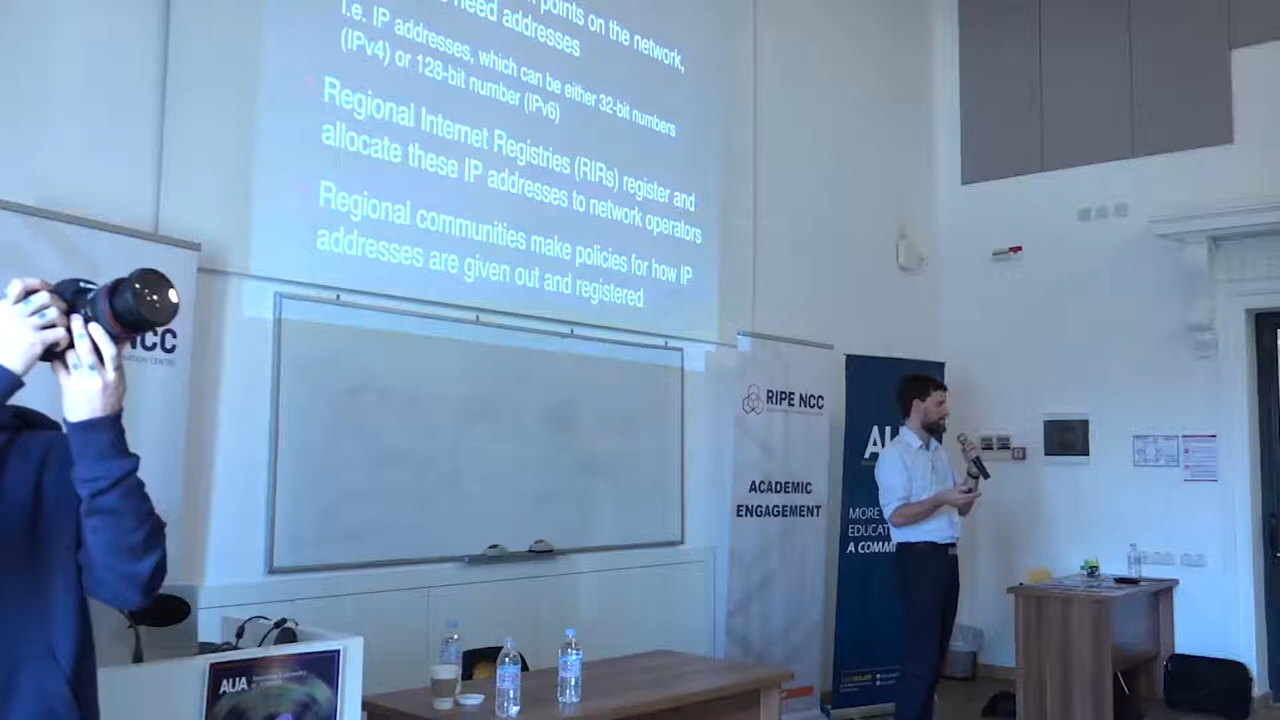 points on the network,
need addresses
i.e. IP addresses, which can be either 32-bit numbers
(IPv4) or 128-bit number (IPv6)
Regional Internet Registries (RIRs) register and
allocate these IP addresses to network operators
Regional communities make policies for how IP
addresses are given out and registered
NCC
RIPE NCC
ACADEMIC
ENGAGEMENT
AU
MORE
EDUCAT
A COMM
AUA